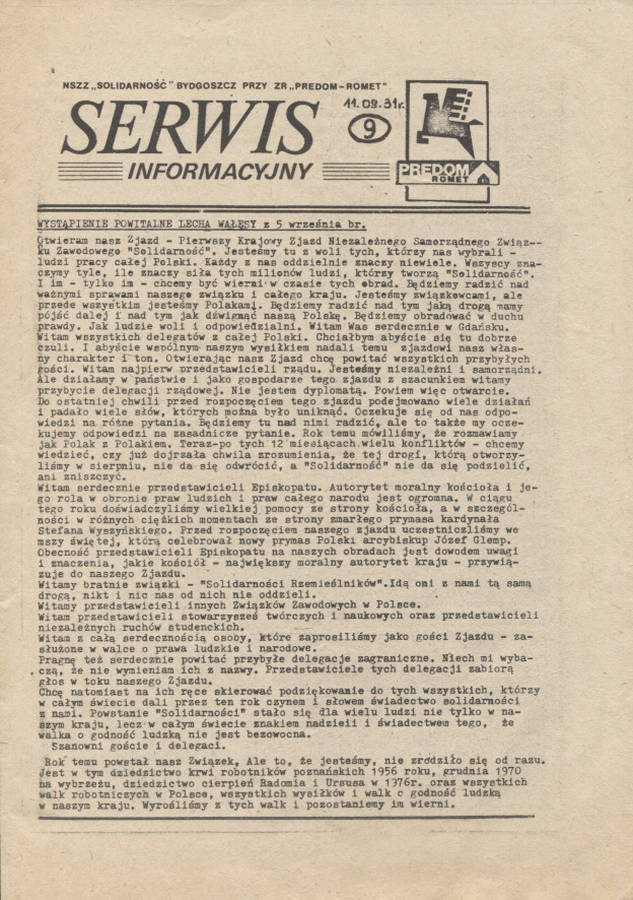 NSZZ „SOLIDARNOŚĆ" BYDGOSZCZ PRZY ZR „PREDOM-ROMET"
11.09.81r.
SERWIS
9
INFORMACYJNY
PREDOM
ROMET
WYSTĄPIENIE POWITALNE LECHA WAŁĘSY z 5 września br.
Otwieram nasz Zjazd - Pierwszy Krajowy Zjazd Niezależnego Samorządnego Związ-
ku Zawodowego "Solidarność". Jesteśmy tu z woli tych, którzy nas wybrali -
ludzi pracy całej Polski. Każdy z nas oddzielnie znaczy niewiele. Wszyscy zna-
czymy tyle, ile znaczy siła tych milionów ludzi, którzy tworzą "Solidarność".
I im - tylko im - chcemy być wierni w czasie tych obrad. Będziemy radzić nad
ważnymi sprawami naszego związku i całego kraju. Jesteśmy związkowcami, ale
przede wszystkim jesteśmy Polakami. Będziemy radzić nad tym jaką drogą mamy
pójść dalej i nad tym jak dźwignąć naszą Polskę. Będziemy obradować w duchu
prawdy. Jak ludzie woli i odpowiedzialni. Witam Was serdecznie w Gdańsku.
Witam wszystkich delegatów z całej Polski. Chciałbym abyście się tu dobrze
czuli. I abyście wspólnym naszym wysiłkiem nadali temu zjazdowi nasz włas-
ny charakter i ton. Otwierając nasz Zjazd chcę powitać wszystkich przybyłych
gości. Witam najpierw przedstawicieli rządu. Jesteśmy niezależni i samorządni.
Ale działamy w państwie i jako gospodarze tego zjazdu z szacunkiem witamy
przybycie delegacji rządowej. Nie jestem dyplomatą. Powiem więc otwarcie.
Do ostatniej chwili przed rozpoczęciem tego zjazdu podejmowano wiele działań
i padało wiele słów, których można było uniknąć. Oczekuje się od nas odpo-
wiedzi na różne pytania. Będziemy tu nad nimi radzić, ale to także my ocze-
kujemy odpowiedzi na zasadnicze pytanie. Rok temu mówiliśmy, że rozmawiamy
jak Polak z Polakiem. Teraz-po tych 12 miesiącach wielu konfliktów - chcemy
wiedzieć, czy już dojrzała chwila zrozumienia, że tej drogi, którą otworzy-
liśmy w sierpniu, nie da się odwrócić, a "Solidarność" nie da się podzielić,
ani zniszczyć.
Witam serdecznie przedstawicieli Episkopatu. Autorytet moralny kościoła i je-
go rola w obronie praw ludzich i praw całego narodu jest ogromna. W ciągu
tego roku doświadczyliśmy wielkiej pomocy ze strony kościoła, a w szczegól-
ności w różnych ciężkich momentach ze strony zmarłego prymasa kardynała
Stefana Wyszyńskiego. Przed rozpoczęciem naszego zjazdu uczestniczliśmy we
mszy świętej, którą celebrował nowy prymas Polski arcybiskup Józef Glemp.
Obecność przedstawicieli Episkopatu na naszych obradach jest dowodem uwagi
i znaczenia, jakie kościół - największy moralny autorytet kraju - przywią-
zuje do naszego Zjazdu.
Witamy bratnie związki - "Solidarności Rzemieślników".Idą oni z nami tą samą
drogą, nikt i nic nas od nich nie oddzieli.
Witamy przedstawicieli innych Związków Zawodowych w Polsce.
Witam przedstawicieli stowarzyszeń twórczych i naukowych oraz przedstawicieli
niezależnych ruchów studenckich.
Witam z całą serdecznością osoby, które zaprosiliśmy jako gości Zjazdu - za-
służone w walce o prawa ludzkie i narodowe.
Pragnę też serdecznie powitać przybyłe delegacje zagraniczne. Niech mi wyba-
czą, że nie wymieniam ich z nazwy. Przedstawiciele tych delegacji zabiorą
głos w toku naszego Zjazdu.
Chcę natomiast na ich ręce skierować podziękowanie do tych wszystkich, którzy
w całym świecie dali przez ten rok czynem i słowem świadectwo solidarności
z nami. Powstanie "Solidarności" stało się dla wielu ludzi nie tylko w na-
szym kraju, lecz w całym świecie znakiem nadzieii i świadectwem tego, że
walka o godność ludzką nie jest bezowocna.
Szanowni goście i delegaci.
Rok temu powstał nasz Związek, Ale to, że jesteśmy, nie zrodziło się od razu.
Jest w tym dziedzictwo krwi robotników poznańskich 1956 roku, grudnia 1970
na wybrzeżu, dziedzictwo cierpień Radomia i Ursusa w 1976r. oraz wszystkich
walk robotniczych w Polsce, wszystkich wysiłków i walk o godność ludzką
w naszym kraju. Wyrośliśmy z tych walk i pozostaniemy im wierni.